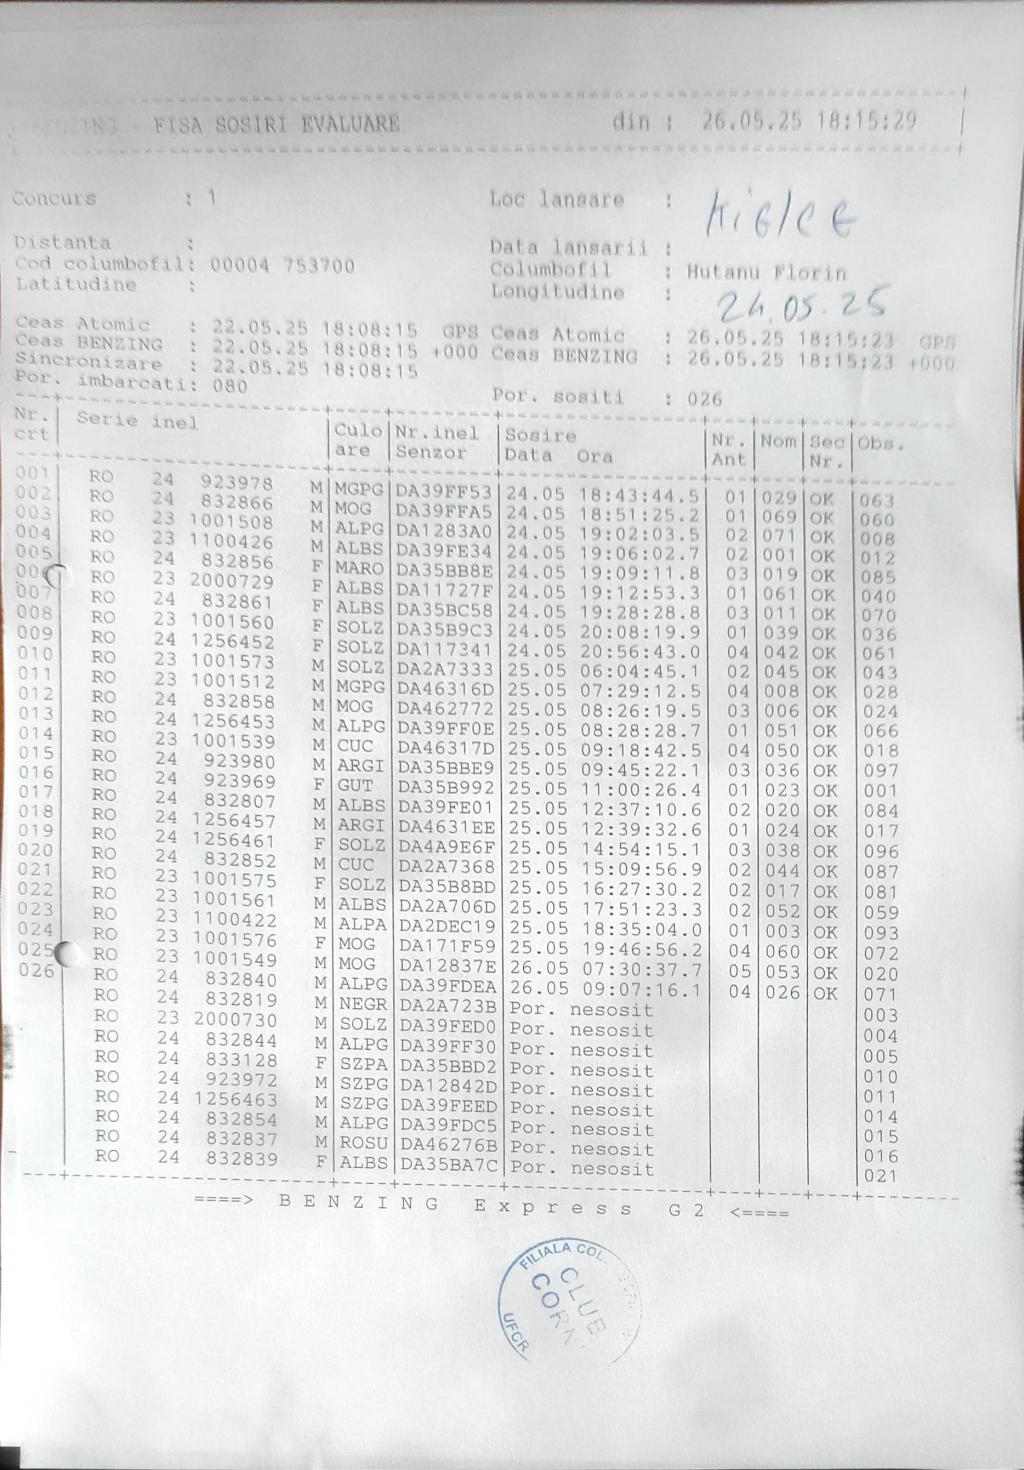 BENZING - FISA SOSIRI EVALUARE din : 26.05.25 18:15:29
Concurs : 1 Loc lansare : KiElCE
Distanta : Data lansarii :
Cod columbofil: 00004 753700 Columbofil : Hutanu Florin
Latitudine : Longitudine : 24.05.25
Ceas Atomic : 22.05.25 18:08:15 GPS Ceas Atomic : 26.05.25 18:15:23 GPS
Ceas BENZING : 22.05.25 18:08:15 +000 Ceas BENZING : 26.05.25 18:15:23 +000
Sincronizare : 22.05.25 18:08:15
Por. imbarcati: 080 Por. sositi : 026
Nr. Serie inel Culo Nr.inel Sosire Nr. Nom Sec Obs.
crt are Senzor Data Ora Ant Nr.
001 RO 24 923978 M MGPG DA39FF53 24.05 18:43:44.5 01 029 OK 063
002 RO 24 832866 M MOG DA39FFA5 24.05 18:51:25.2 01 069 OK 060
003 RO 23 1001508 M ALPG DA1283A0 24.05 19:02:03.5 02 071 OK 008
004 RO 23 1100426 M ALBS DA39FE34 24.05 19:06:02.7 02 001 OK 012
005 RO 24 832856 F MARO DA35BB8E 24.05 19:09:11.8 03 019 OK 085
006 RO 23 2000729 F ALBS DA11727F 24.05 19:12:53.3 01 061 OK 040
007 RO 24 832861 F ALBS DA35BC58 24.05 19:28:28.8 03 011 OK 070
008 RO 23 1001560 F SOLZ DA35B9C3 24.05 20:08:19.9 01 039 OK 036
009 RO 24 1256452 F SOLZ DA117341 24.05 20:56:43.0 04 042 OK 061
010 RO 23 1001573 M SOLZ DA2A7333 25.05 06:04:45.1 02 045 OK 043
011 RO 23 1001512 M MGPG DA46316D 25.05 07:29:12.5 04 008 OK 028
012 RO 24 832858 M MOG DA462772 25.05 08:26:19.5 03 006 OK 024
013 RO 24 1256453 M ALPG DA39FF0E 25.05 08:28:28.7 01 051 OK 066
014 RO 23 1001539 M CUC DA46317D 25.05 09:18:42.5 04 050 OK 018
015 RO 24 923980 M ARGI DA35BBE9 25.05 09:45:22.1 03 036 OK 097
016 RO 24 923969 F GUT DA35B992 25.05 11:00:26.4 01 023 OK 001
017 RO 24 832807 M ALBS DA39FE01 25.05 12:37:10.6 02 020 OK 084
018 RO 24 1256457 M ARGI DA4631EE 25.05 12:39:32.6 01 024 OK 017
019 RO 24 1256461 F SOLZ DA4A9E6F 25.05 14:54:15.1 03 038 OK 096
020 RO 24 832852 M CUC DA2A7368 25.05 15:09:56.9 02 044 OK 087
021 RO 23 1001575 F SOLZ DA35B8BD 25.05 16:27:30.2 02 017 OK 081
022 RO 23 1001561 M ALBS DA2A706D 25.05 17:51:23.3 02 052 OK 059
023 RO 23 1100422 M ALPA DA2DEC19 25.05 18:35:04.0 01 003 OK 093
024 RO 23 1001576 F MOG DA171F59 25.05 19:46:56.2 04 060 OK 072
025 RO 23 1001549 M MOG DA12837E 26.05 07:30:37.7 05 053 OK 020
026 RO 24 832840 M ALPG DA39FDEA 26.05 09:07:16.1 04 026 OK 071
RO 24 832819 M NEGR DA2A723B Por. nesosit 003
RO 23 2000730 M SOLZ DA39FED0 Por. nesosit 004
RO 24 832844 M ALPG DA39FF30 Por. nesosit 005
RO 24 833128 F SZPA DA35BBD2 Por. nesosit 010
RO 24 923972 M SZPG DA12842D Por. nesosit 011
RO 24 1256463 M SZPG DA39FEED Por. nesosit 014
RO 24 832854 M ALPG DA39FDC5 Por. nesosit 015
RO 24 832837 M ROSU DA46276B Por. nesosit 016
RO 24 832839 F ALBS DA35BA7C Por. nesosit 021
====> B E N Z I N G E x p r e s s G 2 <====
FILIALA COL.
CLUB
UFCR